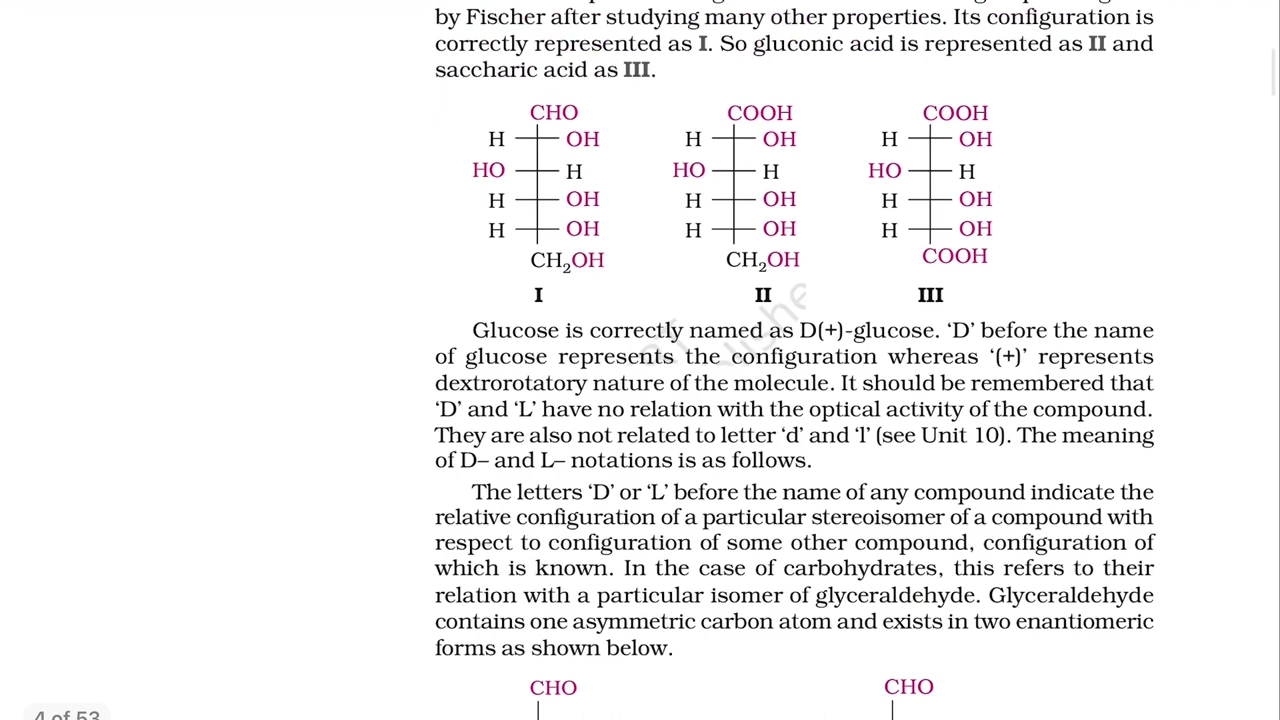 by Fischer after studying many other properties. Its configuration is
correctly represented as I. So gluconic acid is represented as II and
saccharic acid as III.
CHO COOH COOH
H OH H OH H OH
HO H HO H HO H
H OH H OH H OH
H OH H OH H OH
CH₂OH CH₂OH COOH
I II III
Glucose is correctly named as D(+)-glucose. ‘D’ before the name
of glucose represents the configuration whereas ‘(+)’ represents
dextrorotatory nature of the molecule. It should be remembered that
‘D’ and ‘L’ have no relation with the optical activity of the compound.
They are also not related to letter ‘d’ and ‘l’ (see Unit 10). The meaning
of D– and L– notations is as follows.
The letters ‘D’ or ‘L’ before the name of any compound indicate the
relative configuration of a particular stereoisomer of a compound with
respect to configuration of some other compound, configuration of
which is known. In the case of carbohydrates, this refers to their
relation with a particular isomer of glyceraldehyde. Glyceraldehyde
contains one asymmetric carbon atom and exists in two enantiomeric
forms as shown below.
CHO CHO
4 of 53